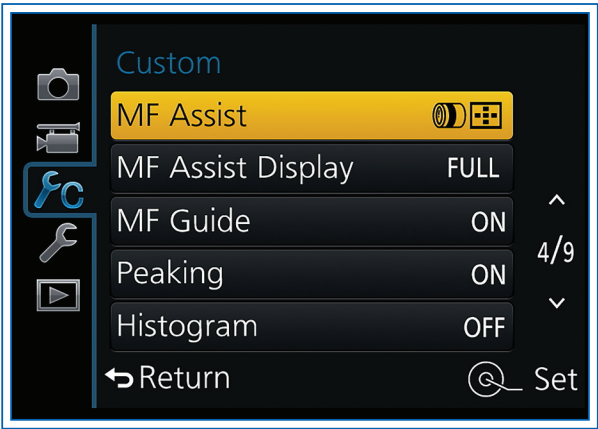 Custom
MF Assist
MF Assist Display FULL
MF Guide ON
4/9
Peaking ON
Histogram OFF
Return Set
C